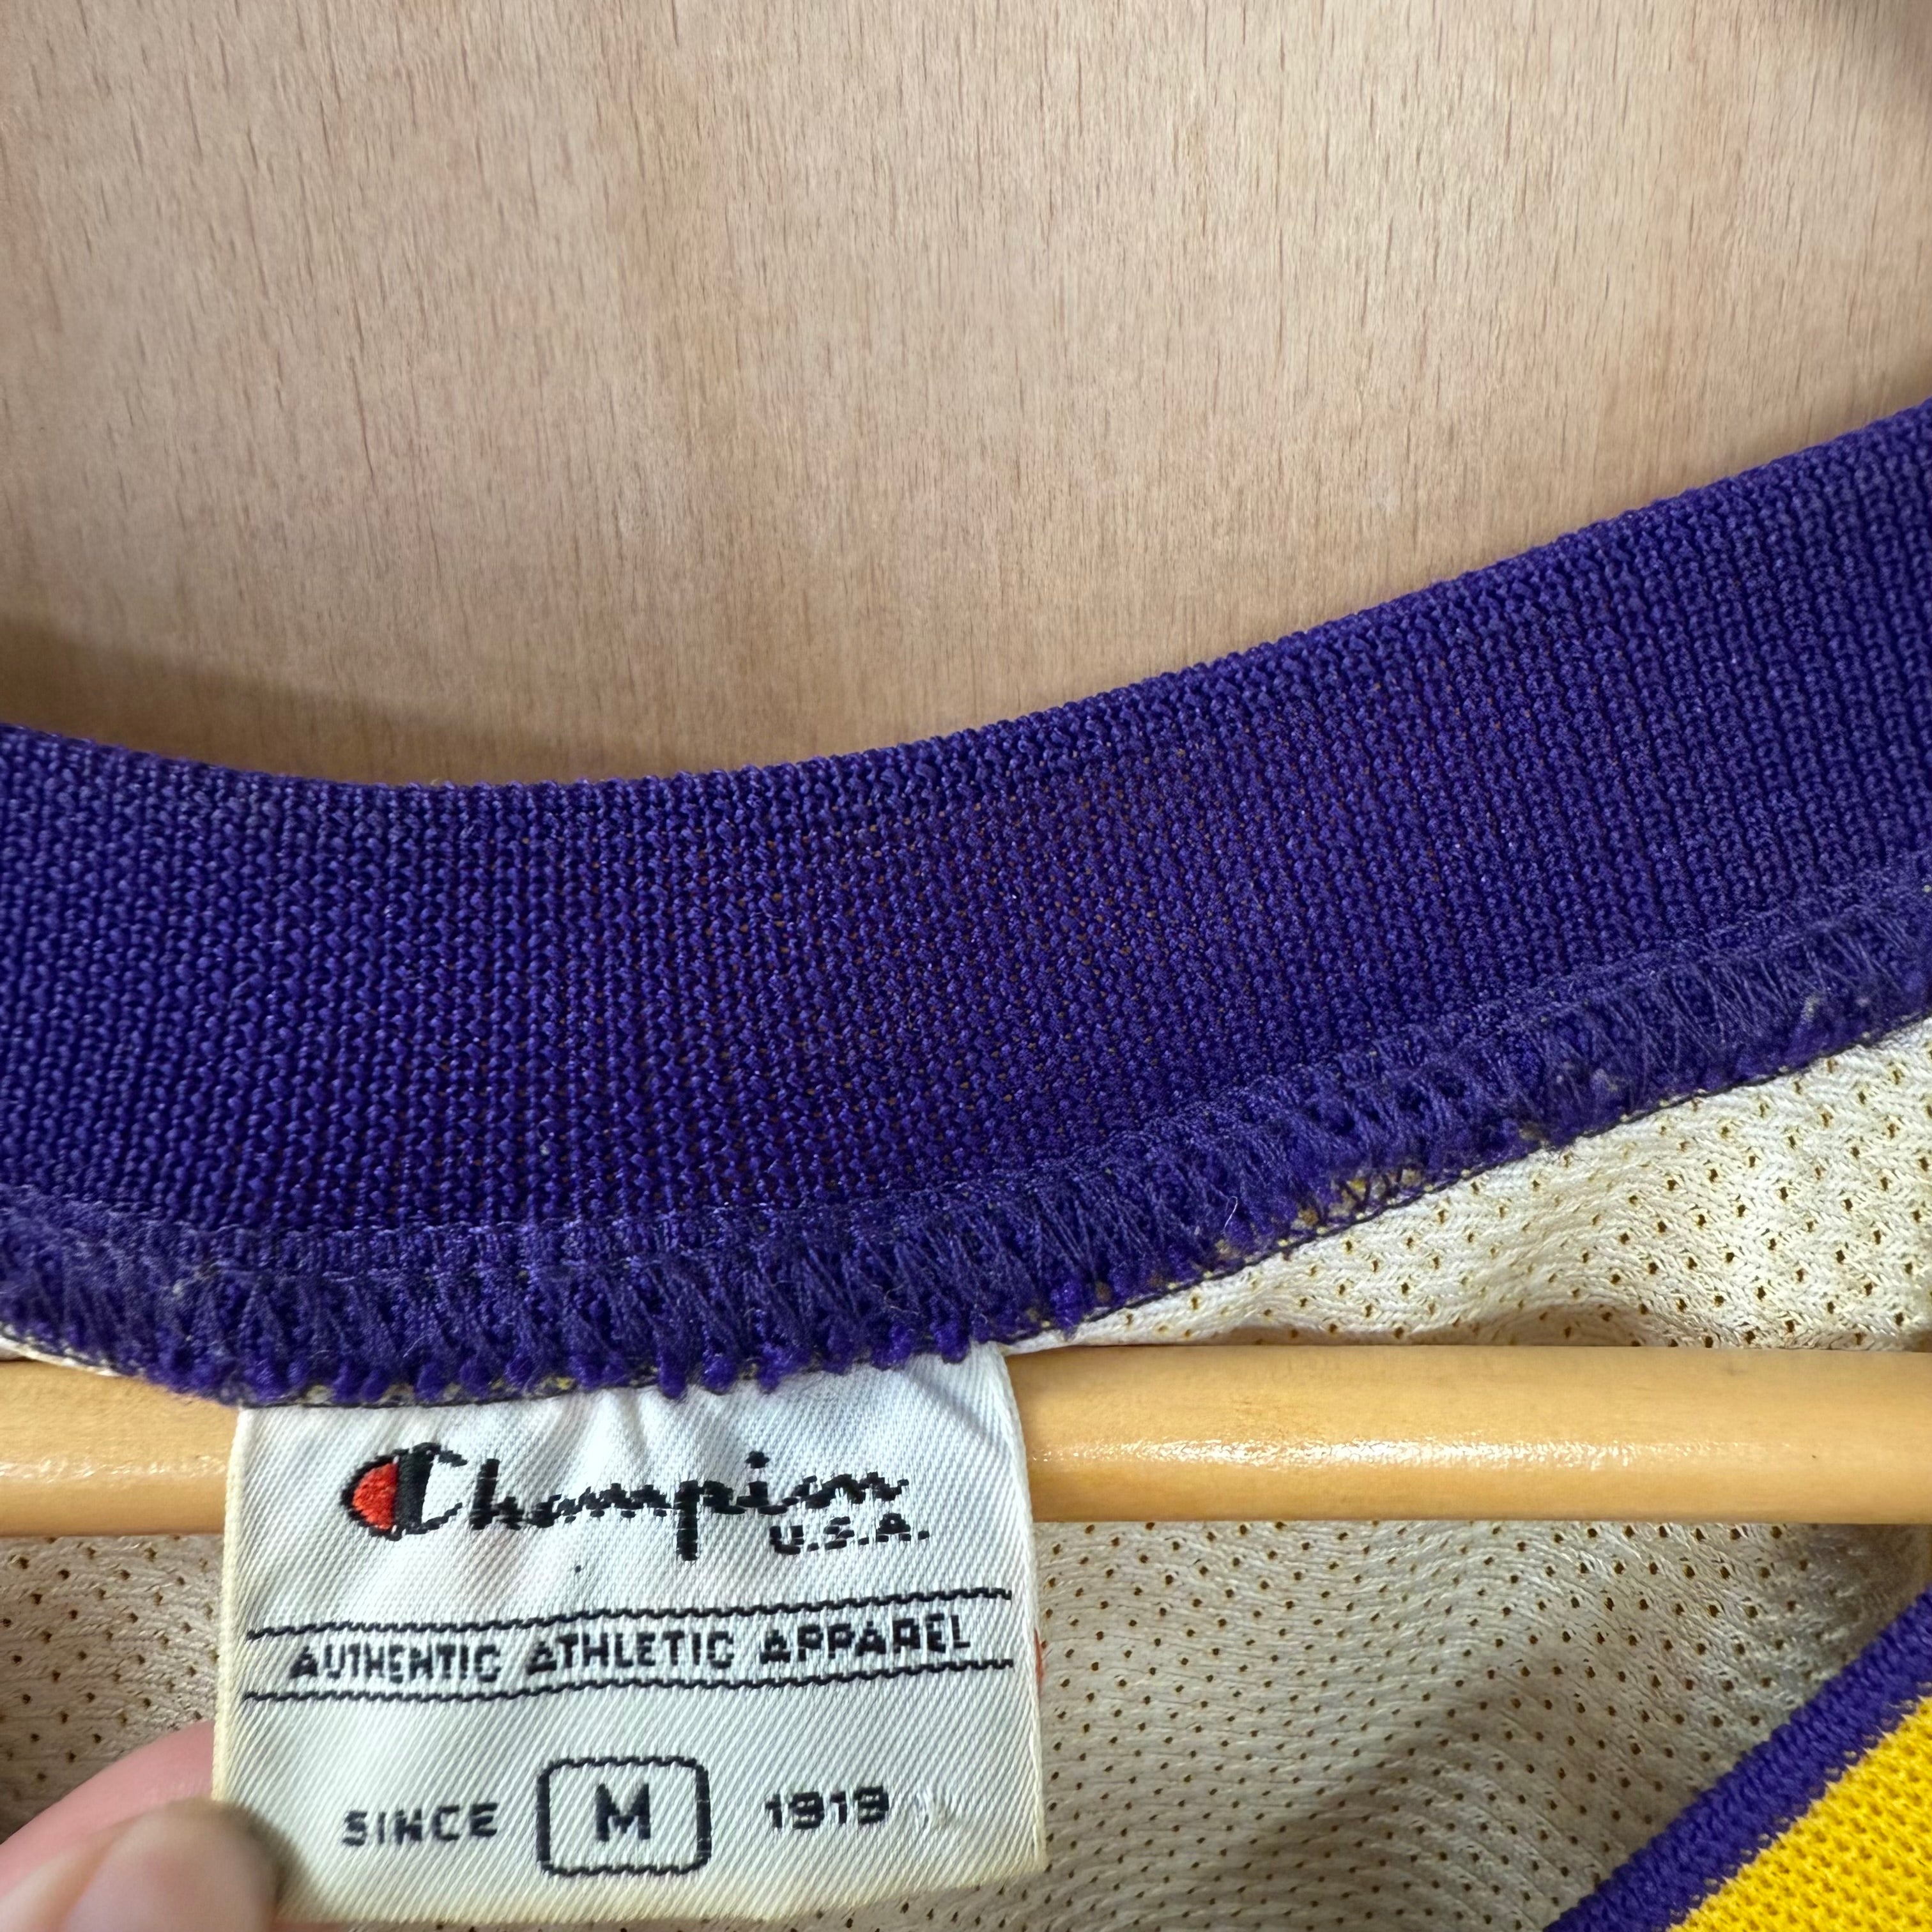 Champion
U.S.A.
AUTHENTIC ATHLETIC APPAREL
SINCE M 1919